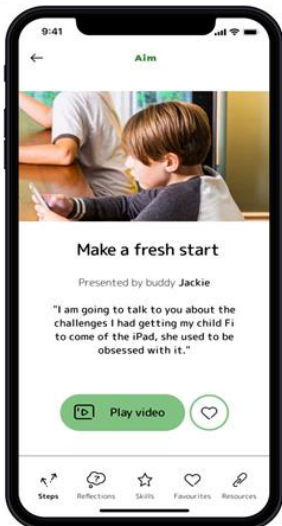 9:41
Aim
Make a fresh start
Presented by buddy Jackie
"I am going to talk to you about the
challenges I had getting my child Fi
to come of the iPad, she used to be
obsessed with it."
Play video
Steps Reflections Skills Favourites Resources